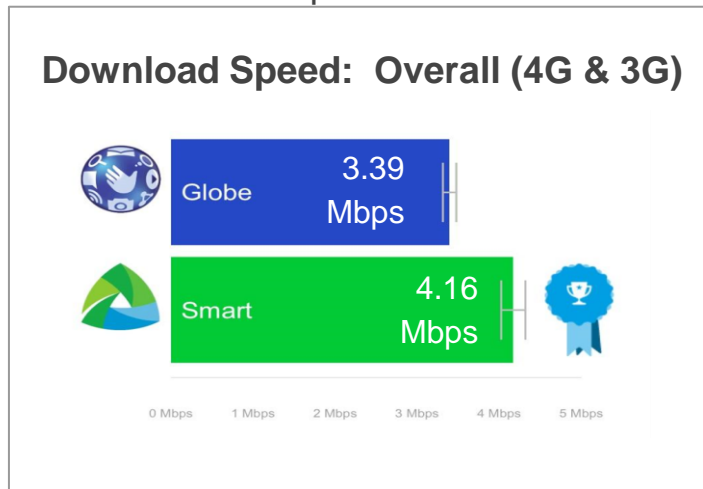 Download Speed: Overall (4G & 3G)
Globe
3.39
Mbps
Smart
4.16
Mbps
0 Mbps 1 Mbps 2 Mbps 3 Mbps 4 Mbps 5 Mbps